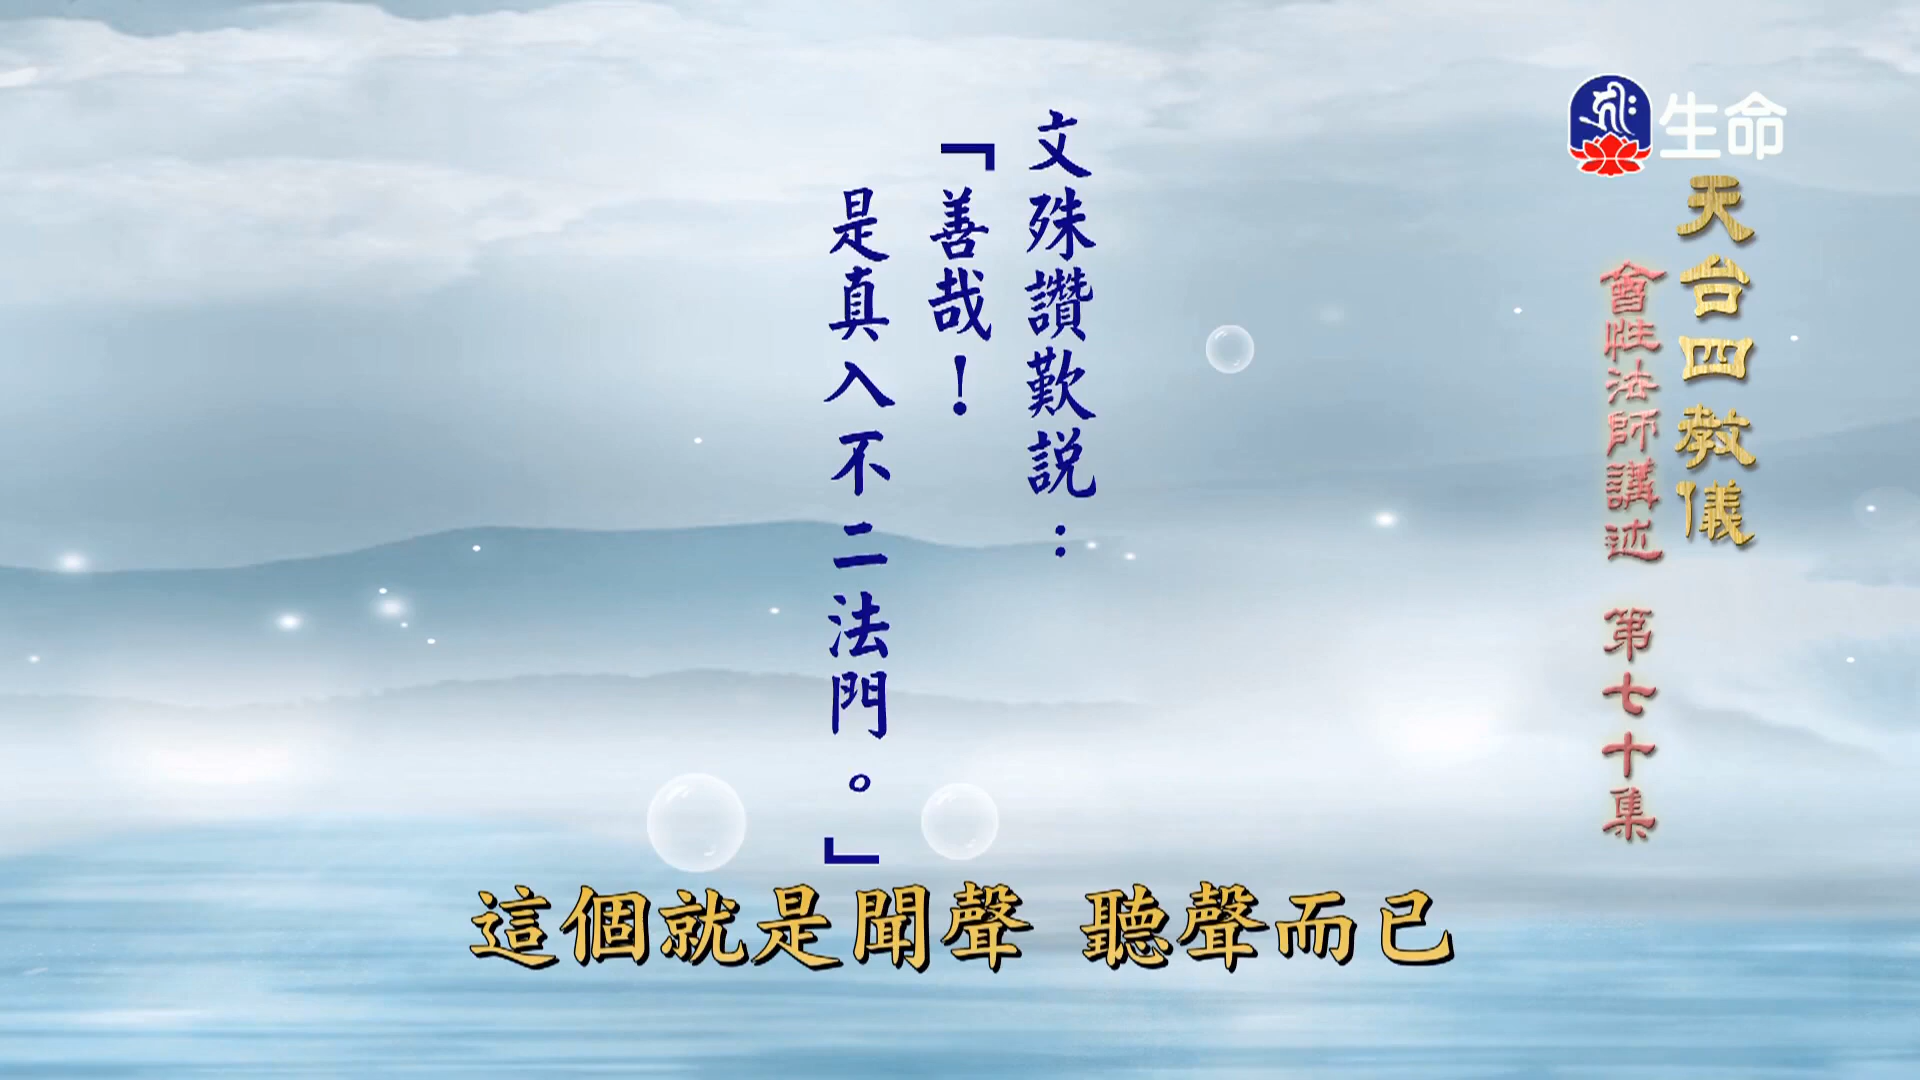 生命
天台四教儀
會性法師講述 第七十集
文殊讚歎説：
「善哉！
是真入不二法門。」
這個就是聞聲 聽聲而已